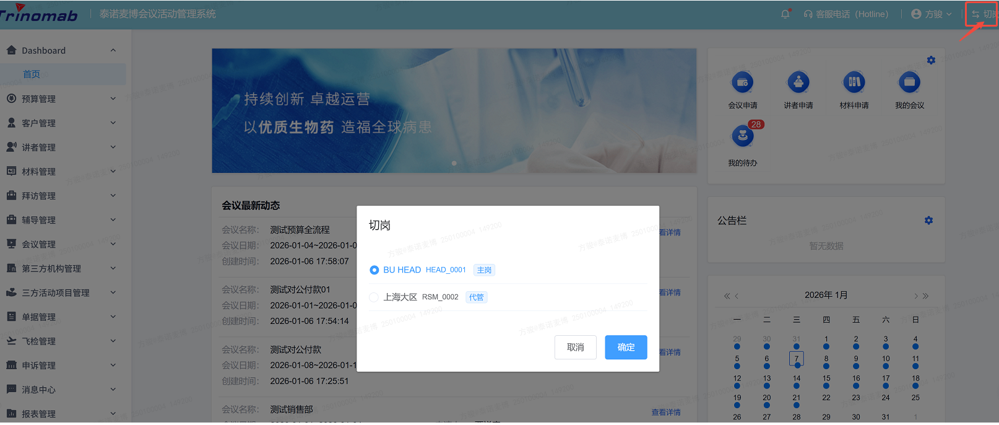 Trinomab 泰诺麦博会议活动管理系统 客服电话（Hotline） 方骏 切岗
Dashboard
首页
预算管理
客户管理
讲者管理
材料管理
拜访管理
辅导管理
会议管理
第三方机构管理
三方活动项目管理
单据管理
飞检管理
申诉管理
消息中心
报表管理
持续创新 卓越运营
以优质生物药 造福全球病患
会议申请 讲者申请 材料申请 我的会议
28
我的待办
会议最新动态
会议名称： 测试预算全流程 看详情
会议日期： 2026-01-04~2026-01-0
创建时间： 2026-01-06 17:58:07
会议名称： 测试对公付款01 看详情
会议日期： 2026-01-01~2026-01-0
创建时间： 2026-01-06 17:54:14
会议名称： 测试对公付款 看详情
会议日期： 2026-01-08~2026-01-1
创建时间： 2026-01-06 17:25:51
会议名称： 测试销售部 查看详情
切岗
BU HEAD HEAD_0001 主岗
上海大区 RSM_0002 代管
取消 确定
公告栏
暂无数据
« ‹ 2026年 1月 › »
一 二 三 四 五 六 日
29 30 31 1 2 3 4
5 6 7 8 9 10 11
12 13 14 15 16 17 18
19 20 21 22 23 24 25
26 27 28 29 30 31 1
方骏@泰诺麦博 250100004 149200